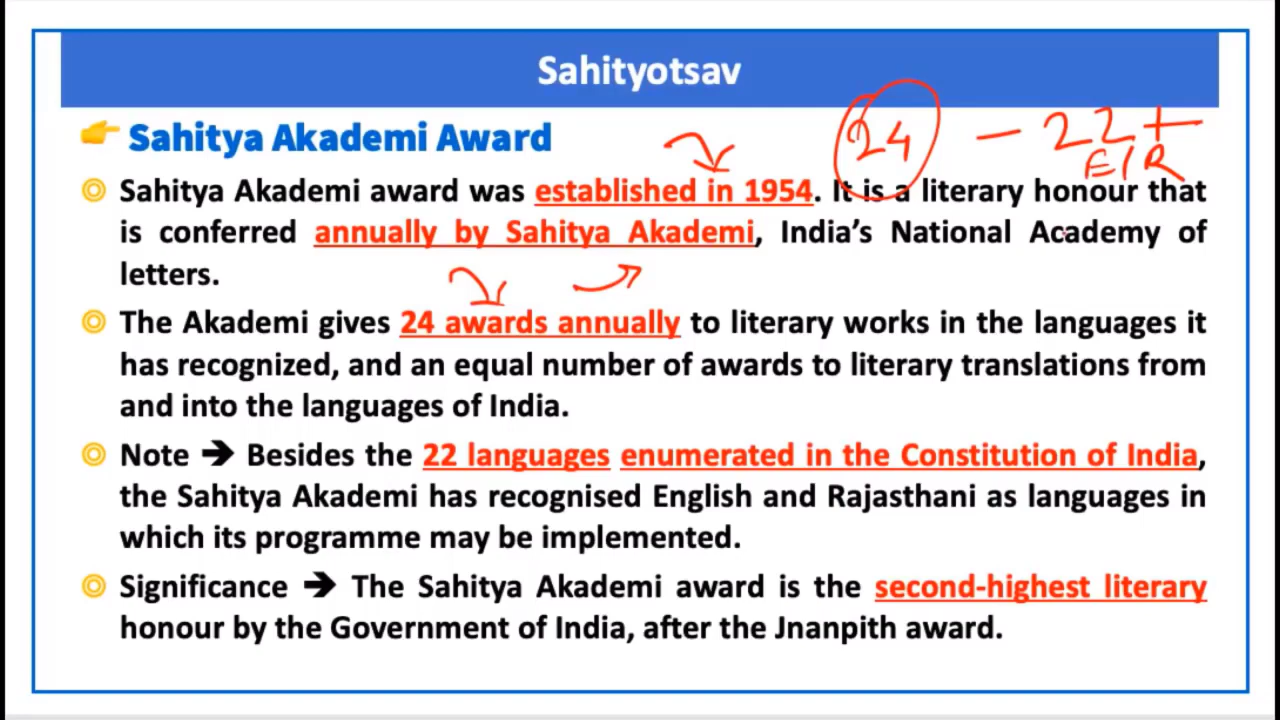 Sahityotsav
Sahitya Akademi Award
24 - 22 +
E/R
Sahitya Akademi award was established in 1954. It is a literary honour that
is conferred annually by Sahitya Akademi, India's National Academy of
letters.
The Akademi gives 24 awards annually to literary works in the languages it
has recognized, and an equal number of awards to literary translations from
and into the languages of India.
Note ➔ Besides the 22 languages enumerated in the Constitution of India,
the Sahitya Akademi has recognised English and Rajasthani as languages in
which its programme may be implemented.
Significance ➔ The Sahitya Akademi award is the second-highest literary
honour by the Government of India, after the Jnanpith award.